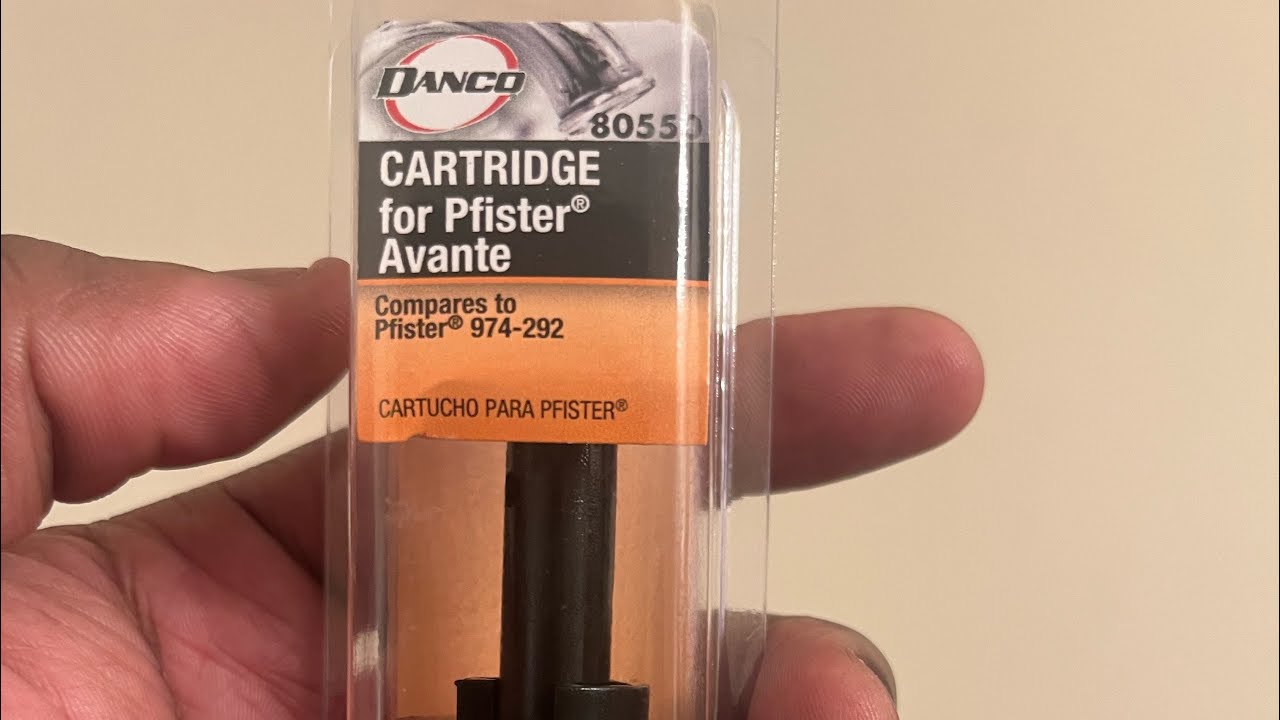 DANCO
80550
CARTRIDGE
for Pfister®
Avante
Compares to
Pfister® 974-292
CARTUCHO PARA PFISTER®